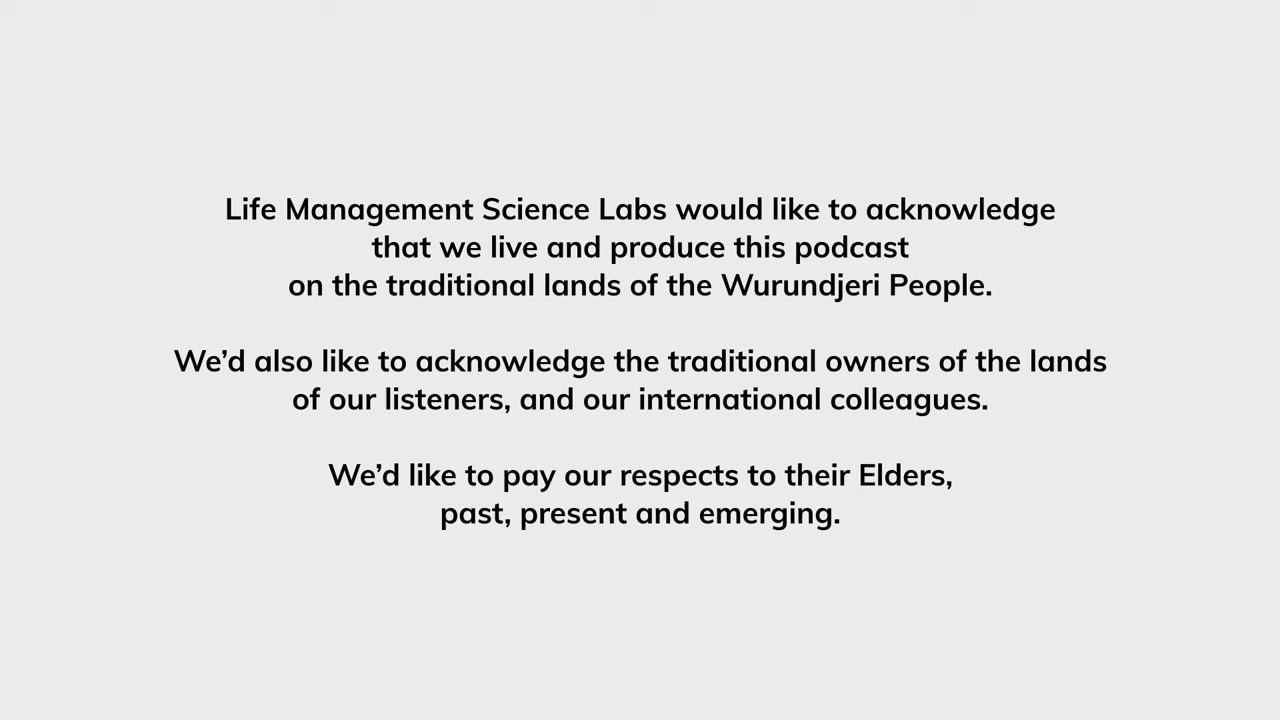 Life Management Science Labs would like to acknowledge
that we live and produce this podcast
on the traditional lands of the Wurundjeri People.
We’d also like to acknowledge the traditional owners of the lands
of our listeners, and our international colleagues.
We’d like to pay our respects to their Elders,
past, present and emerging.